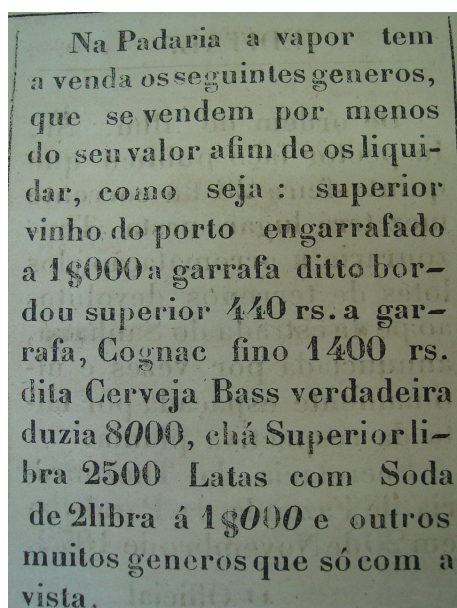 Na Padaria a vapor tem
a venda os seguintes generos,
que se vendem por menos
do seu valor afim de os liqui-
dar, como seja : superior
vinho do porto engarrafado
a 1$000 a garrafa ditto bor-
dou superior 440 rs. a gar-
rafa, Cognac fino 1400 rs.
dita Cerveja Bass verdadeira
duzia 8000, chá Superior li-
bra 2500 Latas com Soda
de 2libra á 1$000 e outros
muitos generos que só com a
vista.